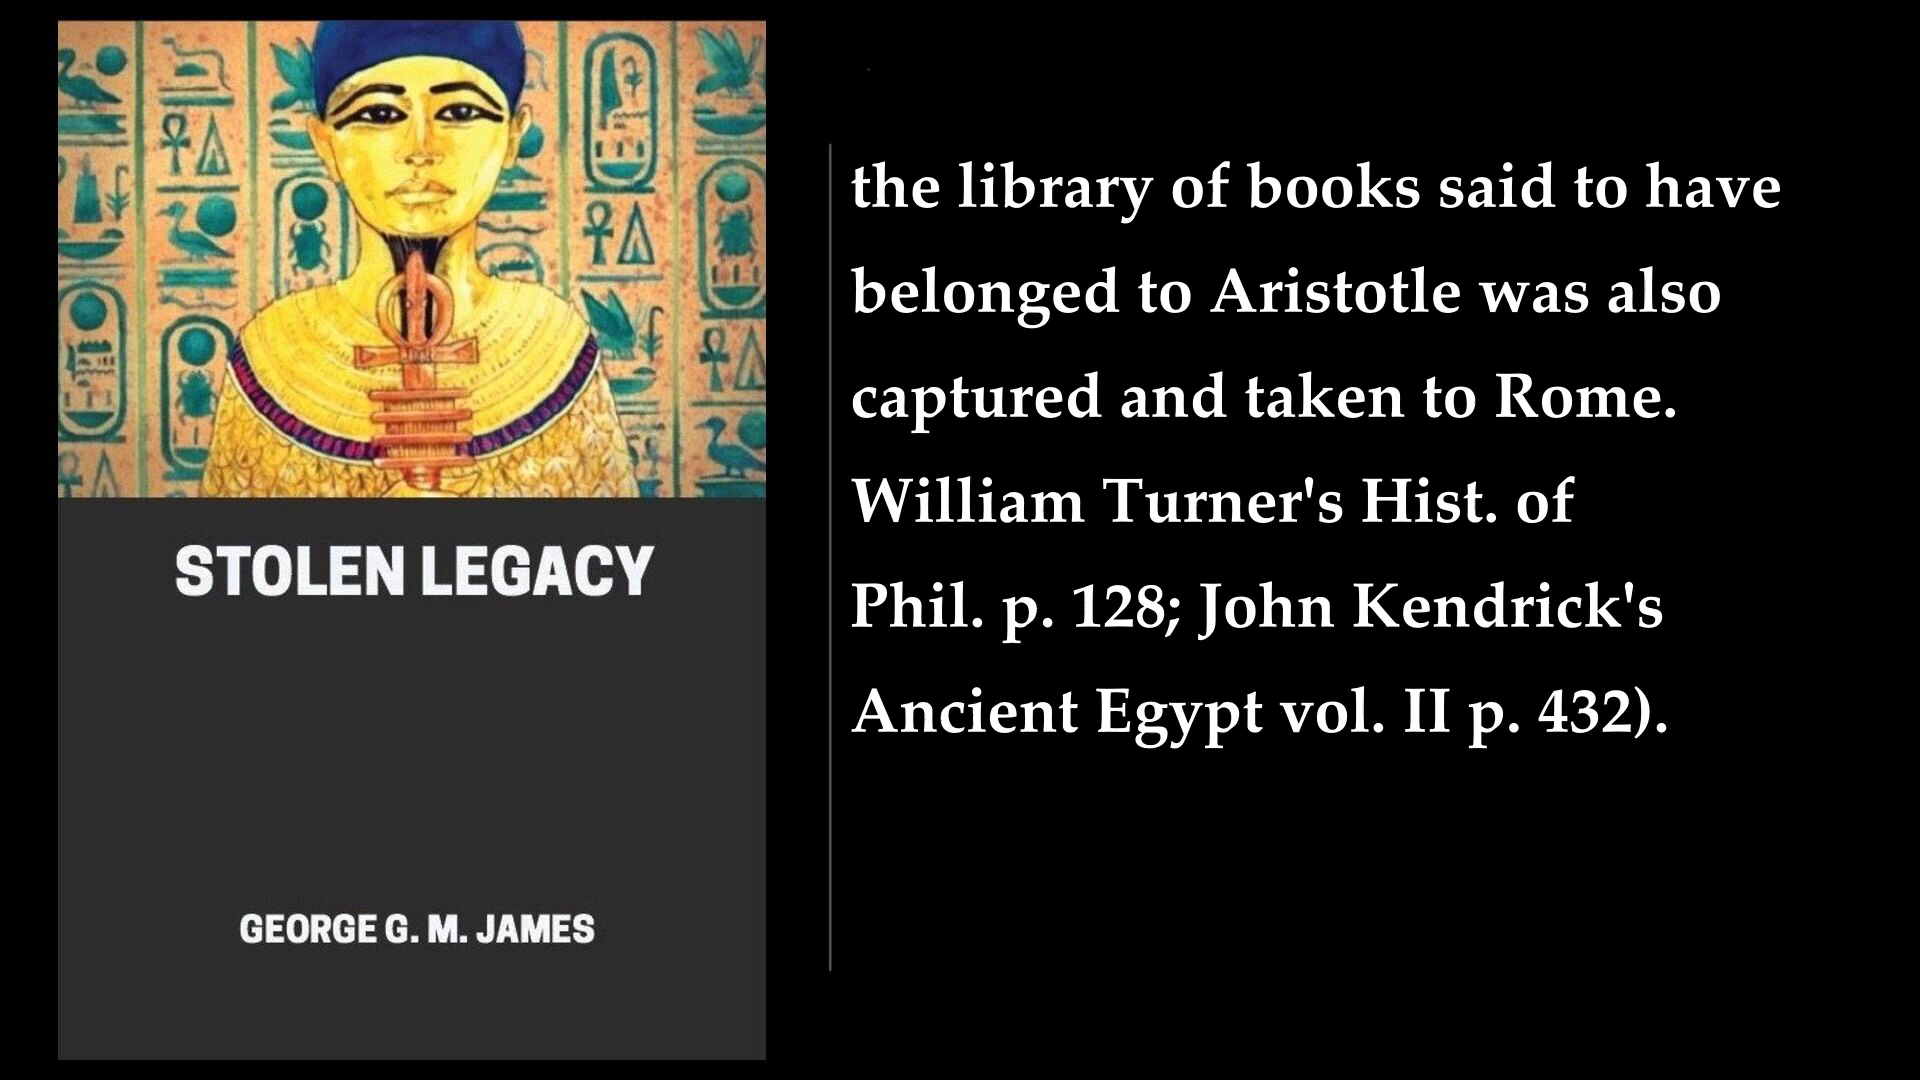 STOLEN LEGACY
GEORGE G. M. JAMES
the library of books said to have
belonged to Aristotle was also
captured and taken to Rome.
William Turner's Hist. of
Phil. p. 128; John Kendrick's
Ancient Egypt vol. II p. 432).